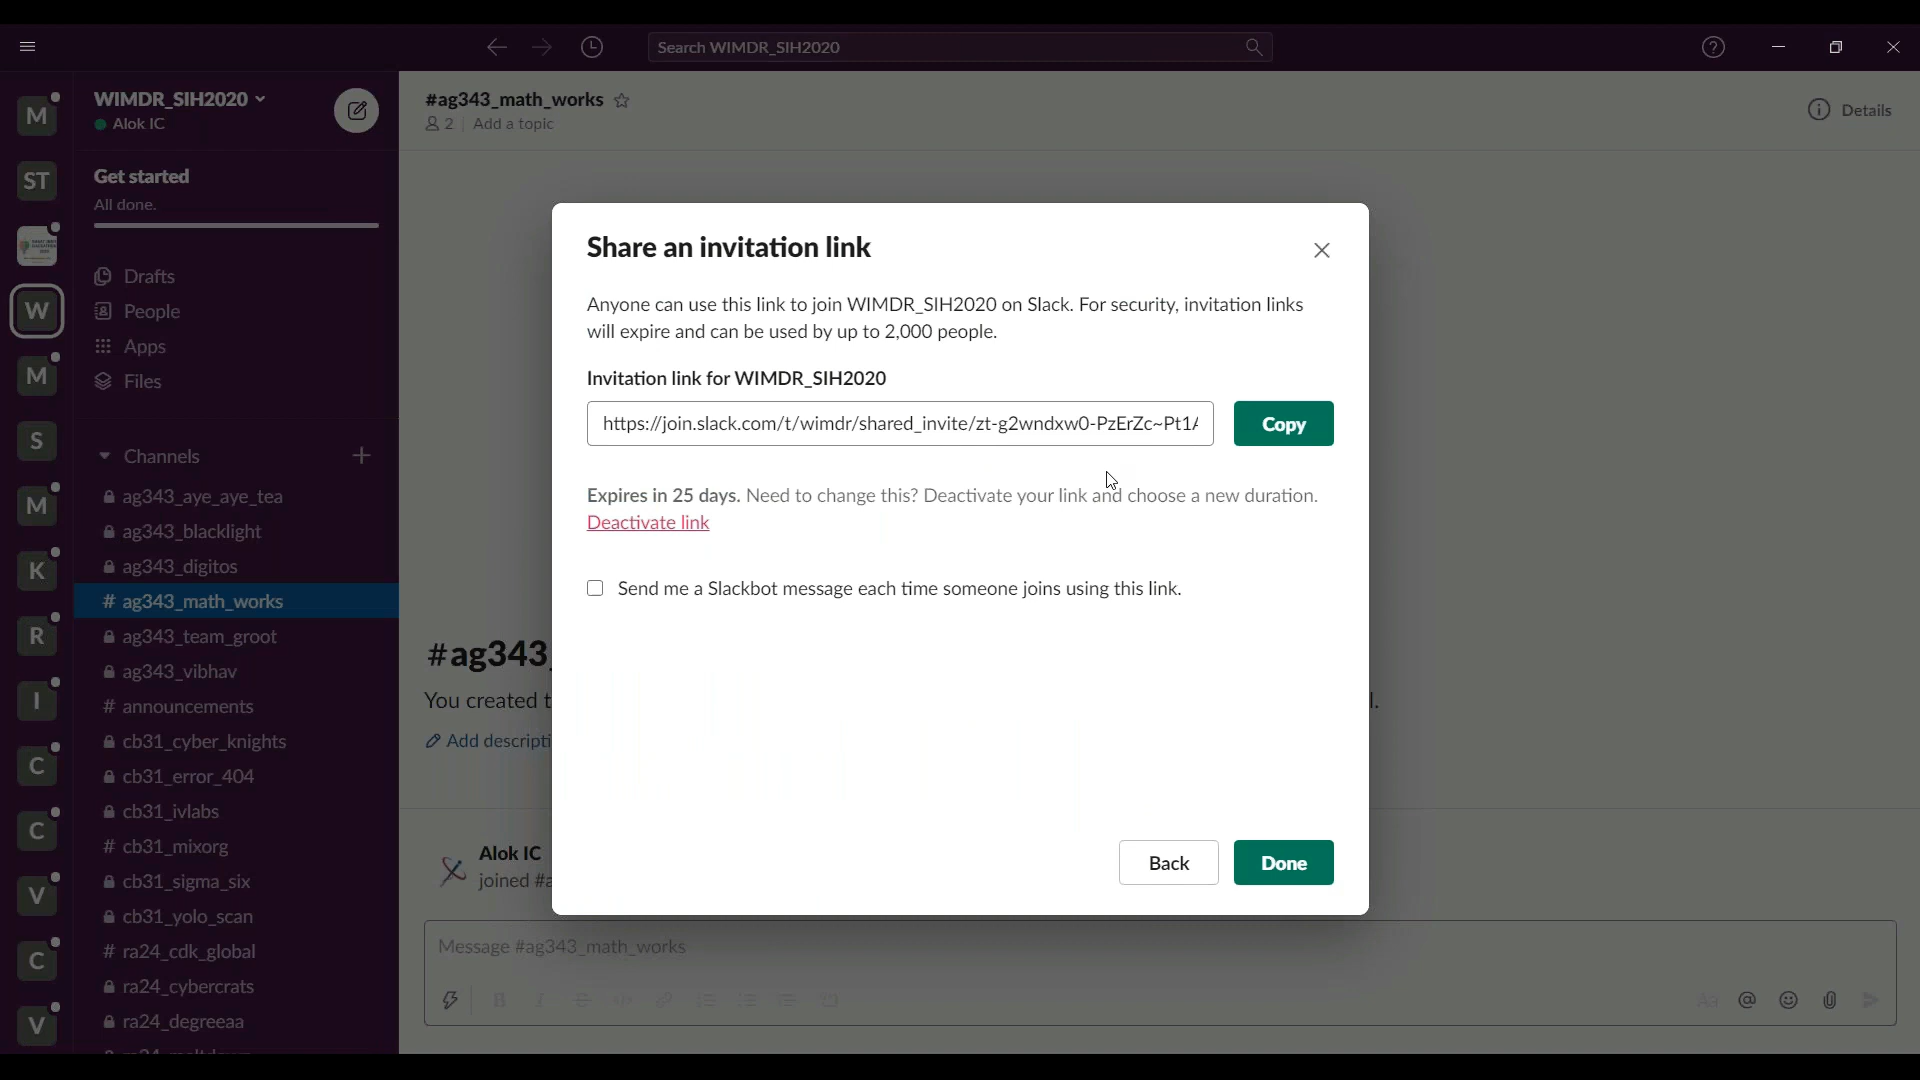 Search WIMDR_SIH2020
M
ST
W
M
S
M
K
R
I
C
C
V
C
V
WIMDR_SIH2020
Alok IC
Get started
All done.
Drafts
People
Apps
Files
Channels
ag343_aye_aye_tea
ag343_blacklight
ag343_digitos
# ag343_math_works
ag343_team_groot
ag343_vibhav
# announcements
cb31_cyber_knights
cb31_error_404
cb31_ivlabs
# cb31_mixorg
cb31_sigma_six
cb31_yolo_scan
# ra24_cdk_global
ra24_cybercrats
ra24_degreeaa
#ag343_math_works
2 | Add a topic
Details
Share an invitation link
Anyone can use this link to join WIMDR_SIH2020 on Slack. For security, invitation links
will expire and can be used by up to 2,000 people.
Invitation link for WIMDR_SIH2020
https://join.slack.com/t/wimdr/shared_invite/zt-g2wndxw0-PzErZc~Pt1
Copy
Expires in 25 days. Need to change this? Deactivate your link and choose a new duration.
Deactivate link
Send me a Slackbot message each time someone joins using this link.
Back
Done
#ag343_
You created t
l.
Add descripti
Alok IC
joined #a
Message #ag343_math_works
B I S
Aa @